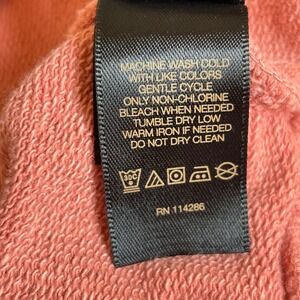 MACHINE WASH COLD
WITH LIKE COLORS
GENTLE CYCLE
ONLY NON-CHLORINE
BLEACH WHEN NEEDED
TUMBLE DRY LOW
WARM IRON IF NEEDED
DO NOT DRY CLEAN
30C
RN 114286